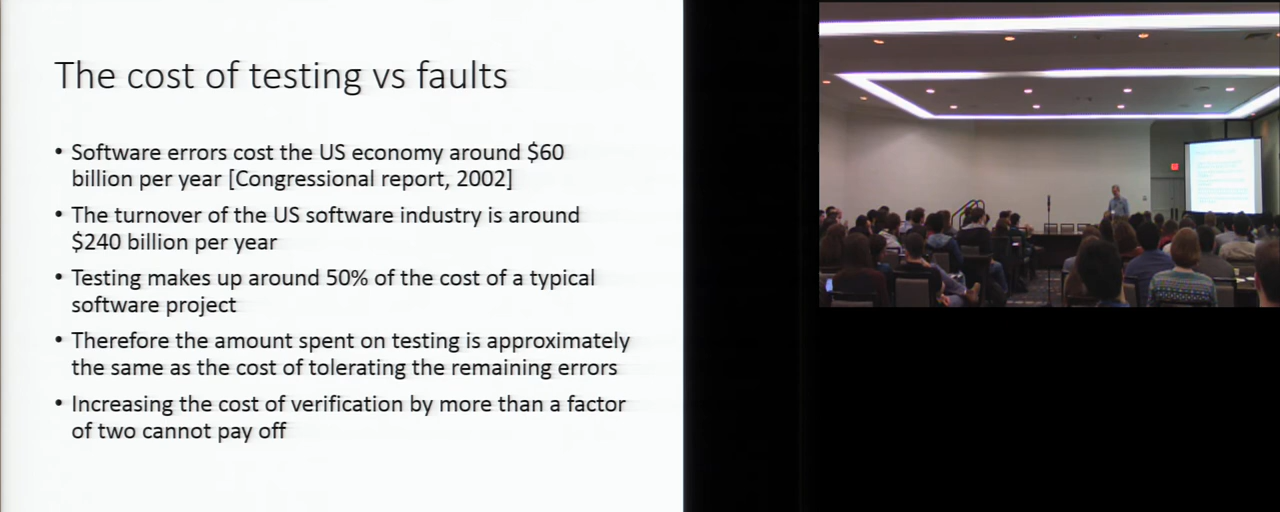 The cost of testing vs faults
• Software errors cost the US economy around $60
billion per year [Congressional report, 2002]
• The turnover of the US software industry is around
$240 billion per year
• Testing makes up around 50% of the cost of a typical
software project
• Therefore the amount spent on testing is approximately
the same as the cost of tolerating the remaining errors
• Increasing the cost of verification by more than a factor
of two cannot pay off